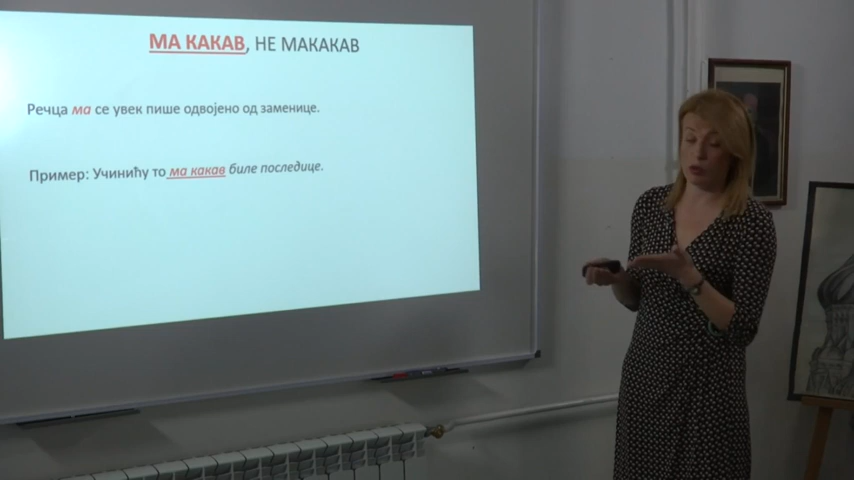 МА КАКАВ, НЕ МАКАКАВ
Речца ма се увек пише одвојено од заменице.
Пример: Учинићу то ма какав биле последице.